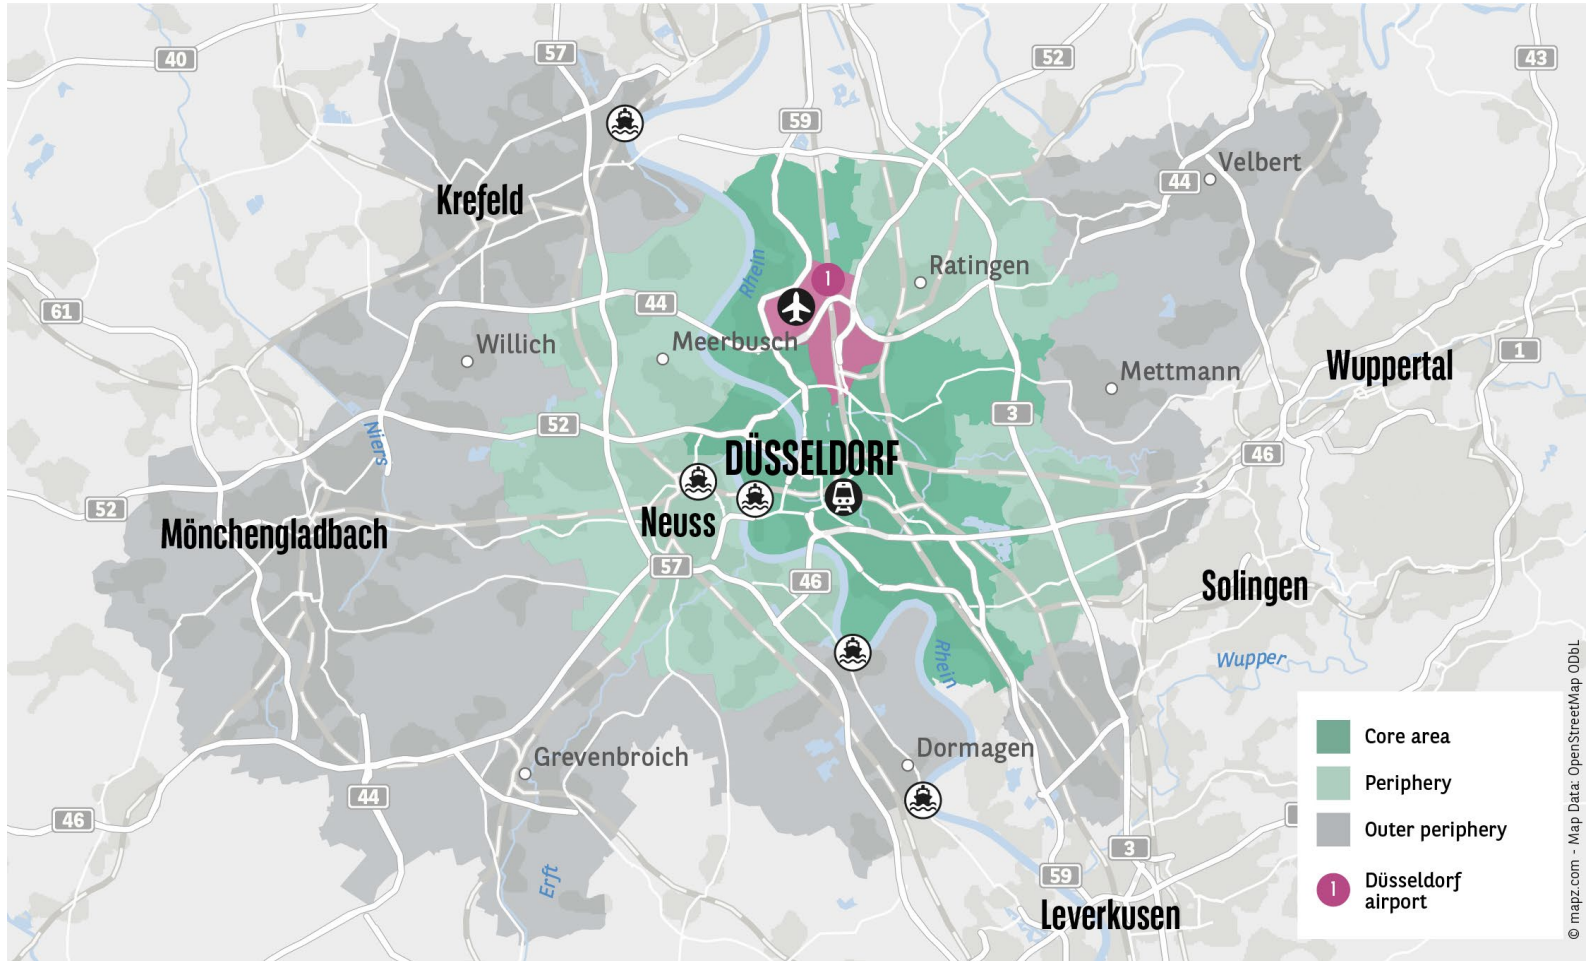 40
57
52
43
59
Velbert
44
Krefeld
Ratingen
Rhein
1
44
61
Meerbusch
Willich
1
Wuppertal
Mettmann
3
52
Niers
DÜSSELDORF
46
52
Neuss
Mönchengladbach
57
46
Solingen
Rhein
Wupper
Dormagen
Grevenbroich
44
46
3
59
Erft
Leverkusen
Core area
Periphery
Outer periphery
1
Düsseldorf
airport
© mapz.com - Map Data: OpenStreetMap ODbL